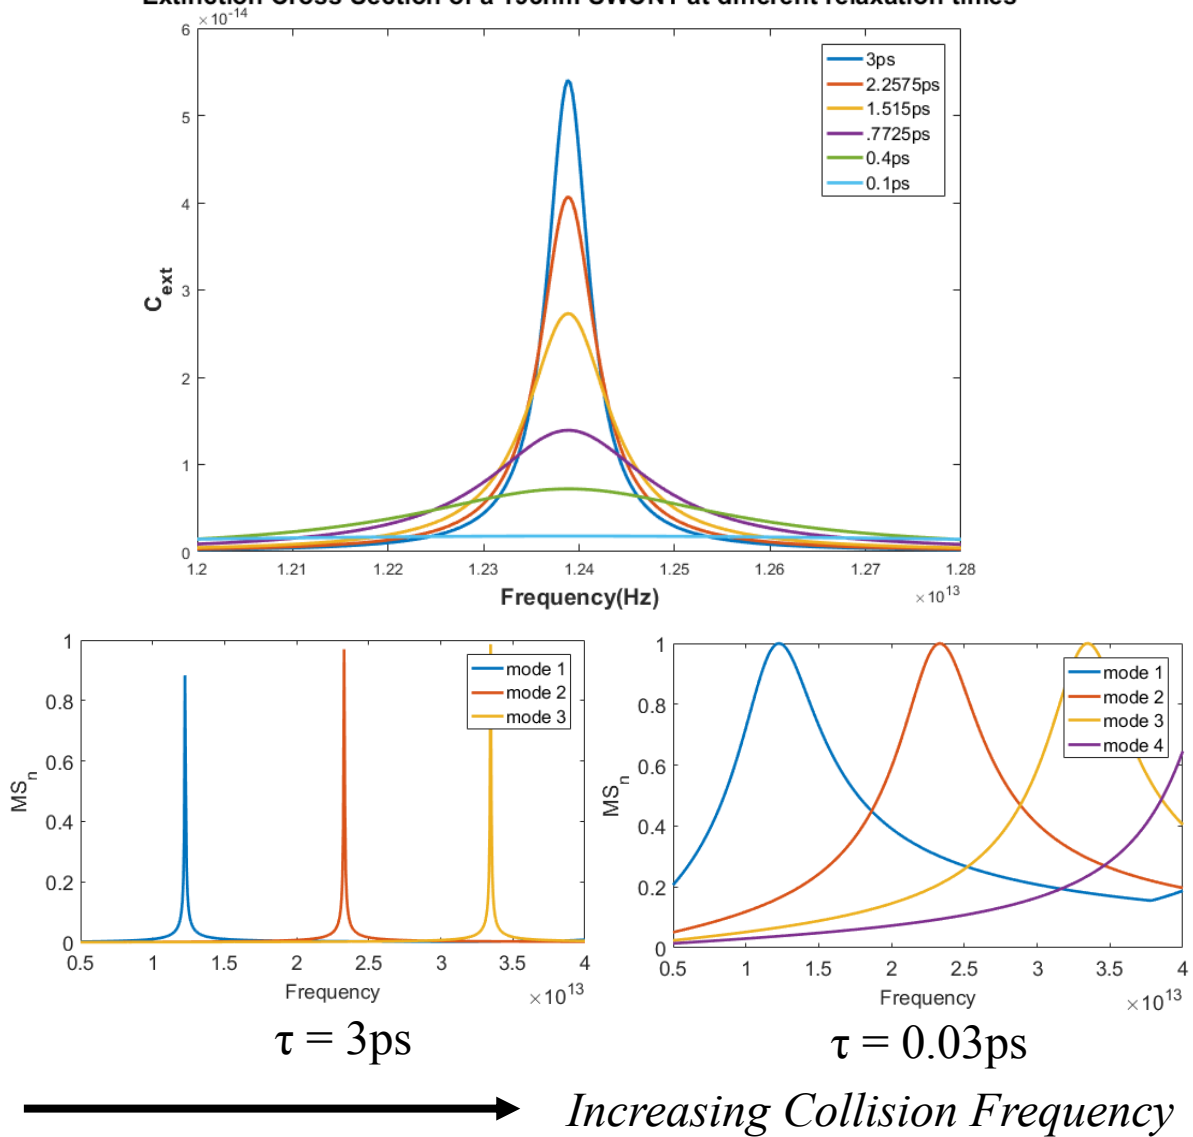 ×10⁻¹⁴
6
5
4
3
2
1
0
C_ext
3ps
2.2575ps
1.515ps
.7725ps
0.4ps
0.1ps
1.2 1.21 1.22 1.23 1.24 1.25 1.26 1.27 1.28
Frequency(Hz)
×10¹³
1
0.8
0.6
0.4
0.2
0
MSₙ
mode 1
mode 2
mode 3
0.5 1 1.5 2 2.5 3 3.5 4
Frequency
×10¹³
τ = 3ps
1
0.8
0.6
0.4
0.2
0
MSₙ
mode 1
mode 2
mode 3
mode 4
0.5 1 1.5 2 2.5 3 3.5 4
Frequency
×10¹³
τ = 0.03ps
Increasing Collision Frequency